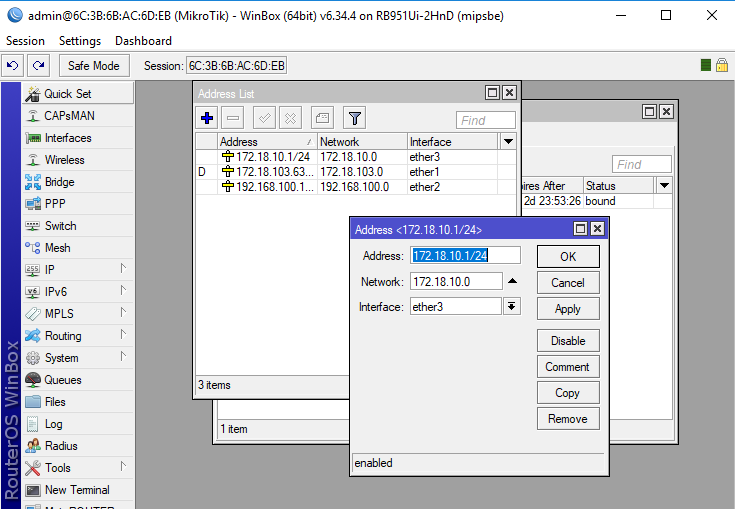 admin@6C:3B:6B:AC:6D:EB (MikroTik) - WinBox (64bit) v6.34.4 on RB951Ui-2HnD (mipsbe)
Session Settings Dashboard
Safe Mode Session: 6C:3B:6B:AC:6D:EB
Quick Set
CAPsMAN
Interfaces
Wireless
Bridge
PPP
Switch
Mesh
IP
IPv6
MPLS
Routing
System
Queues
Files
Log
Radius
Tools
New Terminal
RouterOS WinBox
Address List
Find
Address Network Interface
172.18.10.1/24 172.18.10.0 ether3
D 172.18.103.63... 172.18.103.0 ether1
192.168.100.1... 192.168.100.0 ether2
3 items
Find
ires After Status
2d 23:53:26 bound
1 item
Address <172.18.10.1/24>
Address: 172.18.10.1/24
Network: 172.18.10.0
Interface: ether3
OK
Cancel
Apply
Disable
Comment
Copy
Remove
enabled